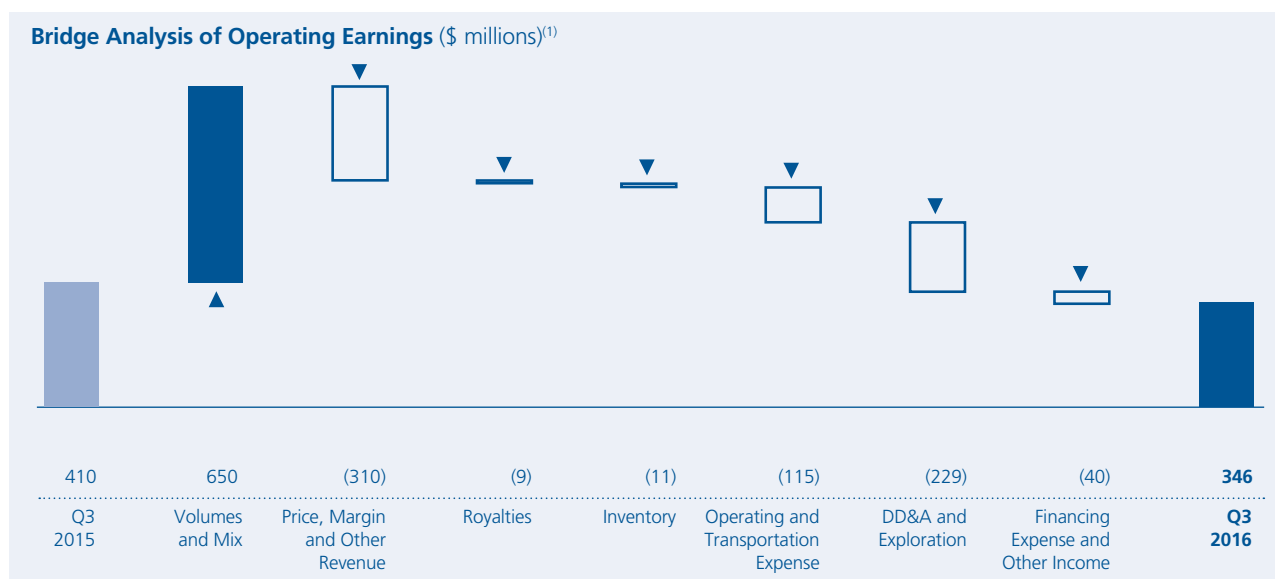 Bridge Analysis of Operating Earnings ($ millions)(1)
410 650 (310) (9) (11) (115) (229) (40) 346
Q3 2015
Volumes and Mix
Price, Margin and Other Revenue
Royalties
Inventory
Operating and Transportation Expense
DD&A and Exploration
Financing Expense and Other Income
Q3 2016